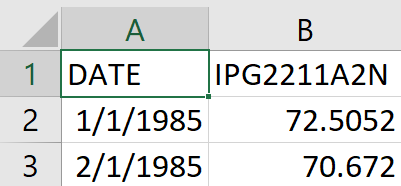 A B
1 DATE IPG2211A2N
2 1/1/1985 72.5052
3 2/1/1985 70.672